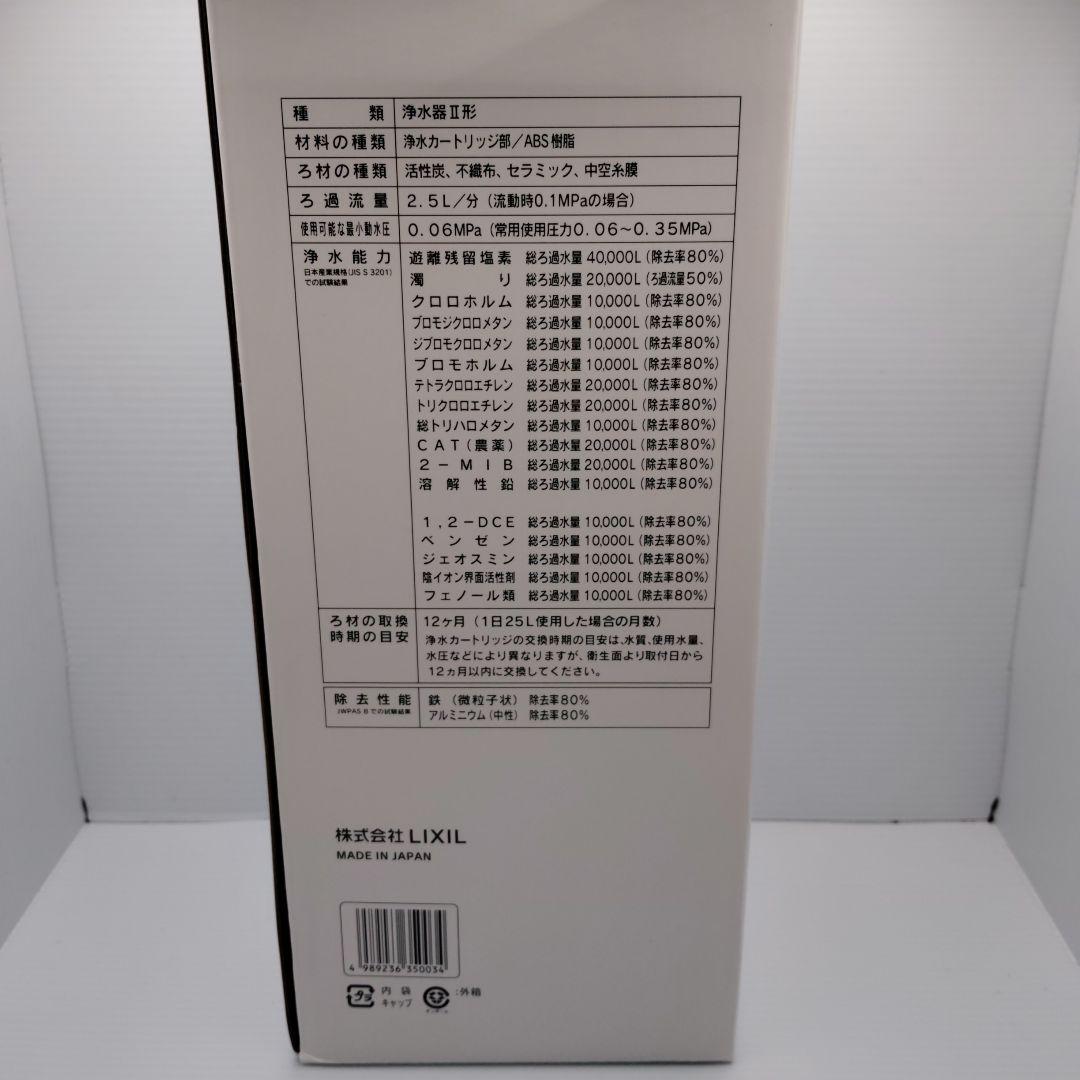 種類 浄水器Ⅱ形
材料の種類 浄水カートリッジ部／ABS樹脂
ろ材の種類 活性炭、不織布、セラミック、中空糸膜
ろ過流量 2.5L／分（流動時0.1MPaの場合）
使用可能な最小動水圧 0.06MPa（常用使用圧力0.06～0.35MPa）
浄水能力 遊離残留塩素 総ろ過水量 40,000L（除去率80%）
日本産業規格（JIS S 3201）
での試験結果
濁り 総ろ過水量 20,000L（ろ過流量50%）
クロロホルム 総ろ過水量 10,000L（除去率80%）
ブロモジクロロメタン 総ろ過水量 10,000L（除去率80%）
ジブロモクロロメタン 総ろ過水量 10,000L（除去率80%）
ブロモホルム 総ろ過水量 10,000L（除去率80%）
テトラクロロエチレン 総ろ過水量 20,000L（除去率80%）
トリクロロエチレン 総ろ過水量 20,000L（除去率80%）
総トリハロメタン 総ろ過水量 10,000L（除去率80%）
CAT（農薬） 総ろ過水量 20,000L（除去率80%）
2－MIB 総ろ過水量 20,000L（除去率80%）
溶解性鉛 総ろ過水量 10,000L（除去率80%）
1,2－DCE 総ろ過水量 10,000L（除去率80%）
ベンゼン 総ろ過水量 10,000L（除去率80%）
ジェオスミン 総ろ過水量 10,000L（除去率80%）
陰イオン界面活性剤 総ろ過水量 10,000L（除去率80%）
フェノール類 総ろ過水量 10,000L（除去率80%）
ろ材の取換
時期の目安
12ヶ月（1日25L使用した場合の月数）
浄水カートリッジの交換時期の目安は、水質、使用水量、
水圧などにより異なりますが、衛生面より取付日から
12ヵ月以内に交換してください。
除去性能 鉄（微粒子状） 除去率80%
JWPAS B での試験結果
アルミニウム（中性） 除去率80%
株式会社 LIXIL
MADE IN JAPAN
4 989236 350034
プラ 内袋 キャップ
:外箱